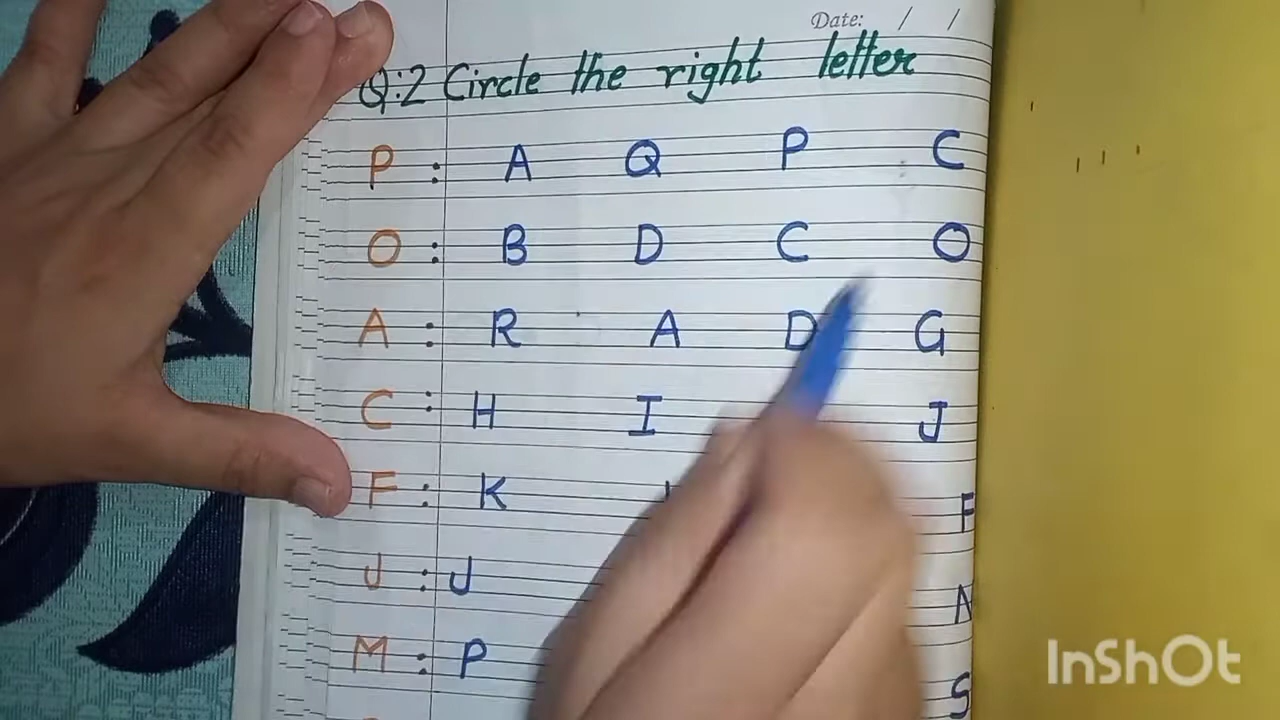 Date: / /
Q:2 Circle the right letter
P : A Q P C
O : B D C O
A : R A D G
C : H I J
F : K F
J : J N
M : P S
InShOt